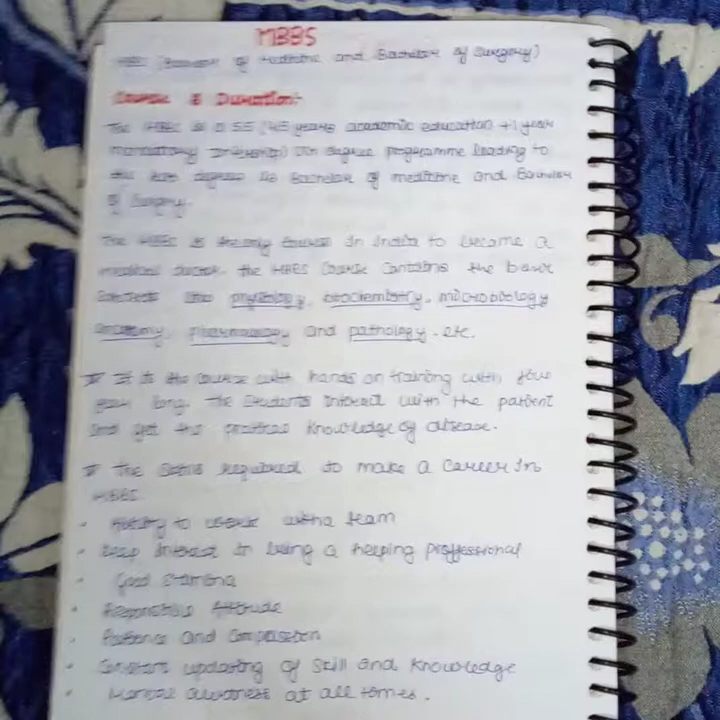 MBBS
MBBS (Bachelor of Medicine and Bachelor of Surgery)
Course & Duration:-
The MBBS is a 5.5 (4.5 years academic education + 1 year
mandatory Internship) UG degree programme leading to
the two degrees ie Bachelor of medicine and Bachelor
of Surgery.
The MBBS is the only course in India to become a
medical doctor. the MBBS Course Contains the basic
Subjects like physiology, biochemistry, microbiology
anatomy, pharmacology and pathology. etc.
It is the course with hands on training with
year long. The Students interact with the patient
and get the practical knowledge of disease.
The Skills Required to make a Career In
MBBS
• Ability to work with a team
• Deep Interest in being a helping proffessional
• Good Stamina
• Responsible Attitude
• Patience and Compassion
• Constant updating of Skill and Knowledge
• awarness at all times.